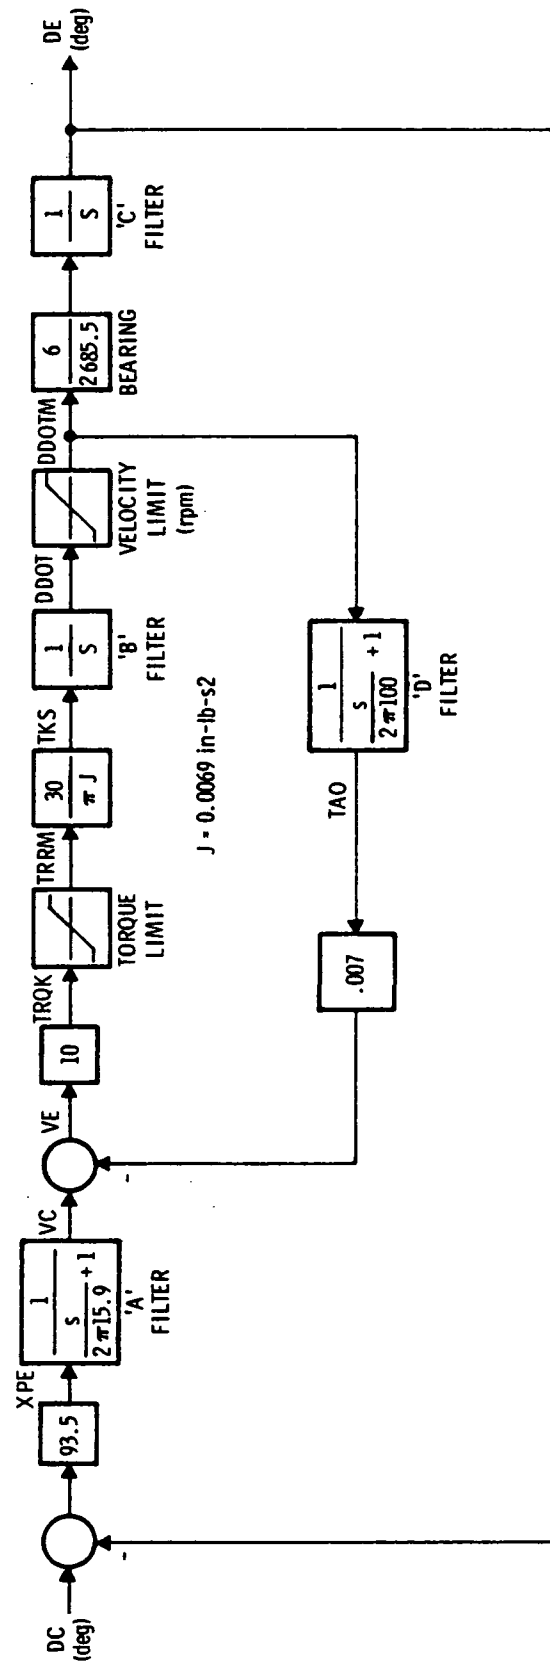 DC
(deg)
-
93.5
XPE
1
s
2π15.9
+ 1
'A'
FILTER
VC
-
VE
10
TRQK
TORQUE
LIMIT
TRRM
30
π J
TKS
1
S
'B'
FILTER
DDOT
VELOCITY
LIMIT
(rpm)
DDOTM
6
2685.5
BEARING
1
S
'C'
FILTER
DE
(deg)
J = 0.0069 in-lb-s2
.007
TAO
1
s
2π100
+ 1
'D'
FILTER